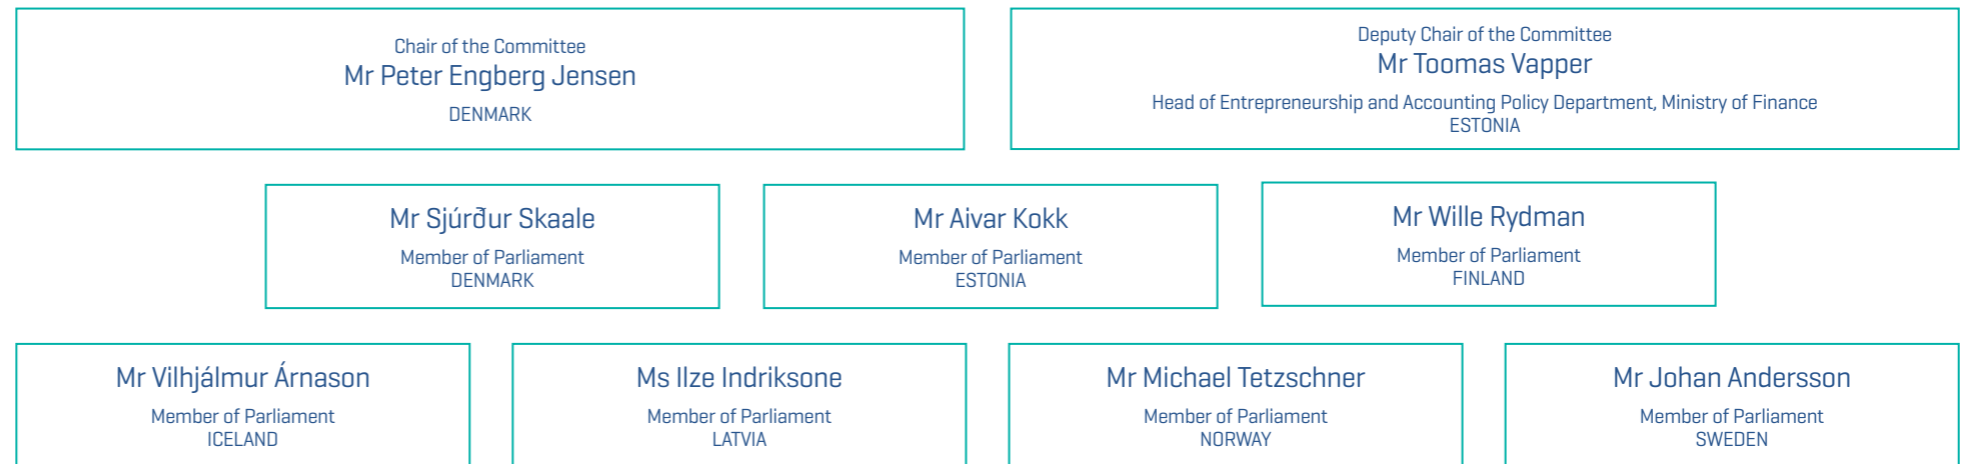 Chair of the Committee
Mr Peter Engberg Jensen
DENMARK
Deputy Chair of the Committee
Mr Toomas Vapper
Head of Entrepreneurship and Accounting Policy Department, Ministry of Finance
ESTONIA
Mr Sjúrður Skaale
Member of Parliament
DENMARK
Mr Aivar Kokk
Member of Parliament
ESTONIA
Mr Wille Rydman
Member of Parliament
FINLAND
Mr Vilhjálmur Árnason
Member of Parliament
ICELAND
Ms Ilze Indriksone
Member of Parliament
LATVIA
Mr Michael Tetzschner
Member of Parliament
NORWAY
Mr Johan Andersson
Member of Parliament
SWEDEN